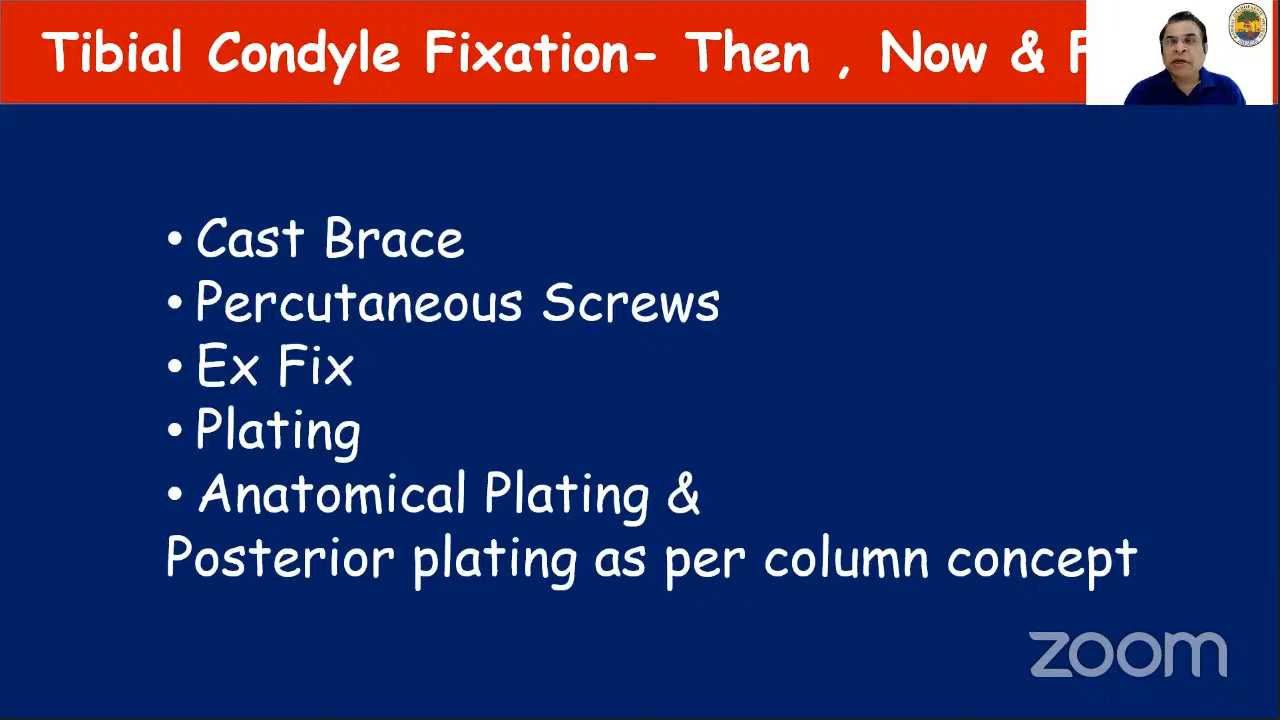 Tibial Condyle Fixation- Then , Now & F
• Cast Brace
• Percutaneous Screws
• Ex Fix
• Plating
• Anatomical Plating &
Posterior plating as per column concept
zoom